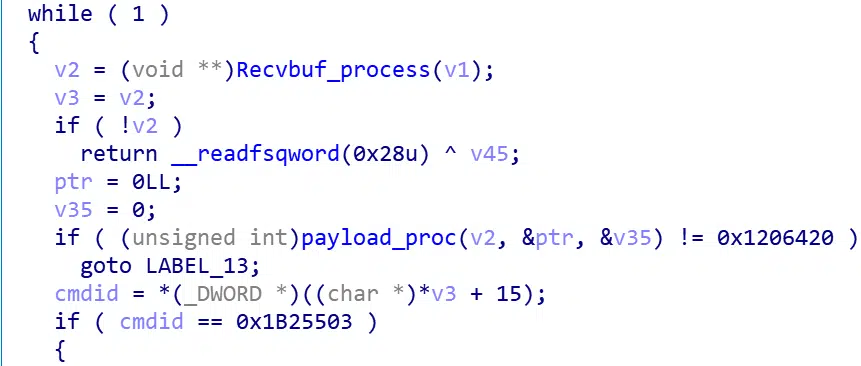 while ( 1 )
{
v2 = (void **)Recvbuf_process(v1);
v3 = v2;
if ( !v2 )
return __readfsqword(0x28u) ^ v45;
ptr = 0LL;
v35 = 0;
if ( (unsigned int)payload_proc(v2, &ptr, &v35) != 0x1206420 )
goto LABEL_13;
cmdid = *(_DWORD *)((char *)*v3 + 15);
if ( cmdid == 0x1B25503 )
{